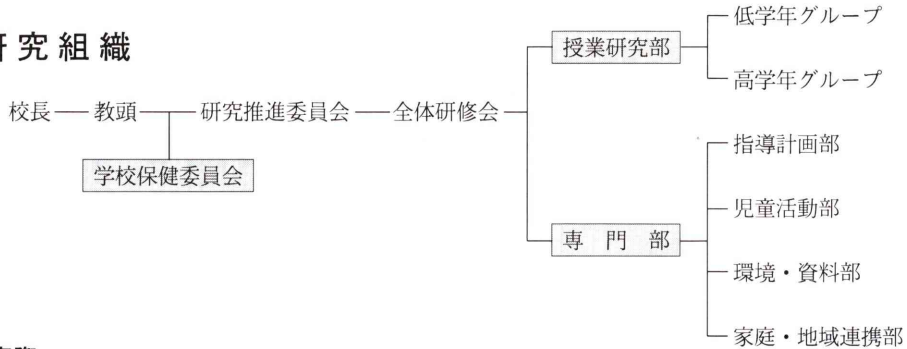 究組織
校長 教頭 研究推進委員会 全体研修会
学校保健委員会
授業研究部
低学年グループ
高学年グループ
専門部
指導計画部
児童活動部
環境・資料部
家庭・地域連携部